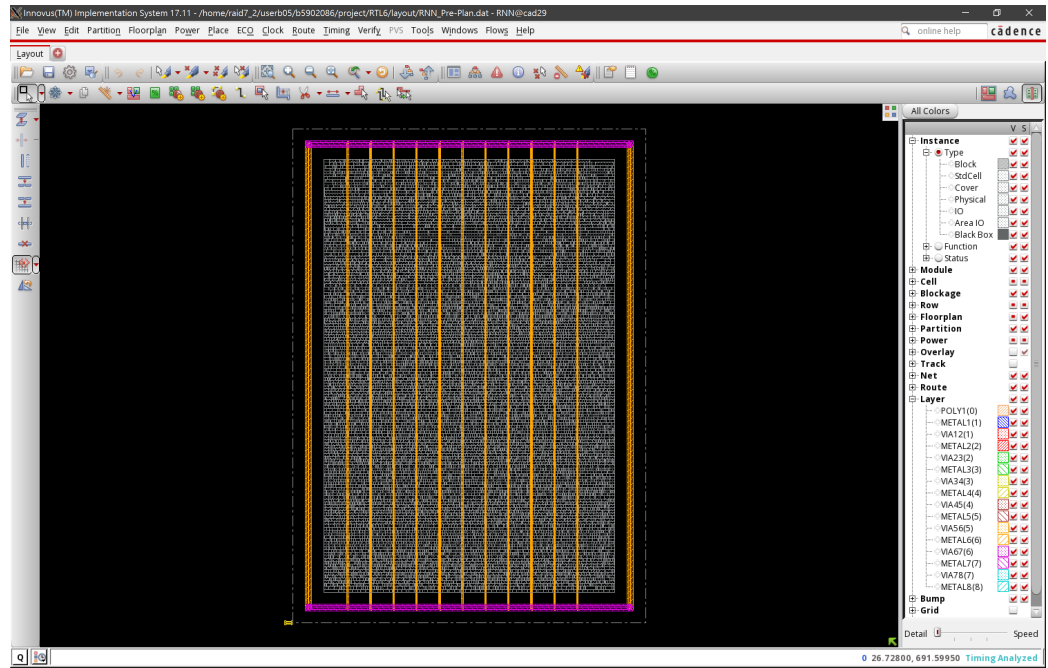 Innovus(TM) Implementation System 17.11 - /home/raid7_2/userb05/b5902086/project/RTL6/layout/RNN_Pre-Plan.dat - RNN@cad29
File View Edit Partition Floorplan Power Place ECO Clock Route Timing Verify PVS Tools Windows Flows Help
online help
cādence
Layout
All Colors
V S
Instance
Type
Block
StdCell
Cover
Physical
IO
Area IO
Black Box
Function
Status
Module
Cell
Blockage
Row
Floorplan
Partition
Power
Overlay
Track
Net
Route
Layer
POLY1(0)
METAL1(1)
VIA12(1)
METAL2(2)
VIA23(2)
METAL3(3)
VIA34(3)
METAL4(4)
VIA45(4)
METAL5(5)
VIA56(5)
METAL6(6)
VIA67(6)
METAL7(7)
VIA78(7)
METAL8(8)
Bump
Grid
Detail Speed
Q 0 26.72800, 691.59950 Timing Analyzed